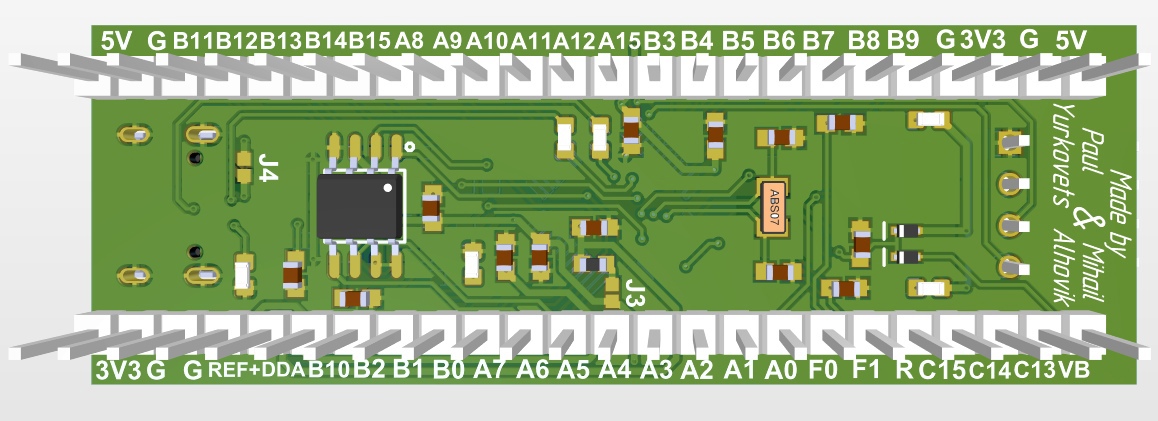 5V G B11 B12 B13 B14 B15 A8 A9 A10 A11 A12 A15 B3 B4 B5 B6 B7 B8 B9 G 3V3 G 5V
J4
ABS07
J3
Made by
Paul & Mihail
Yurkovets Alhovik
3V3 G G REF+ DDA B10 B2 B1 B0 A7 A6 A5 A4 A3 A2 A1 A0 F0 F1 R C15 C14 C13 VB